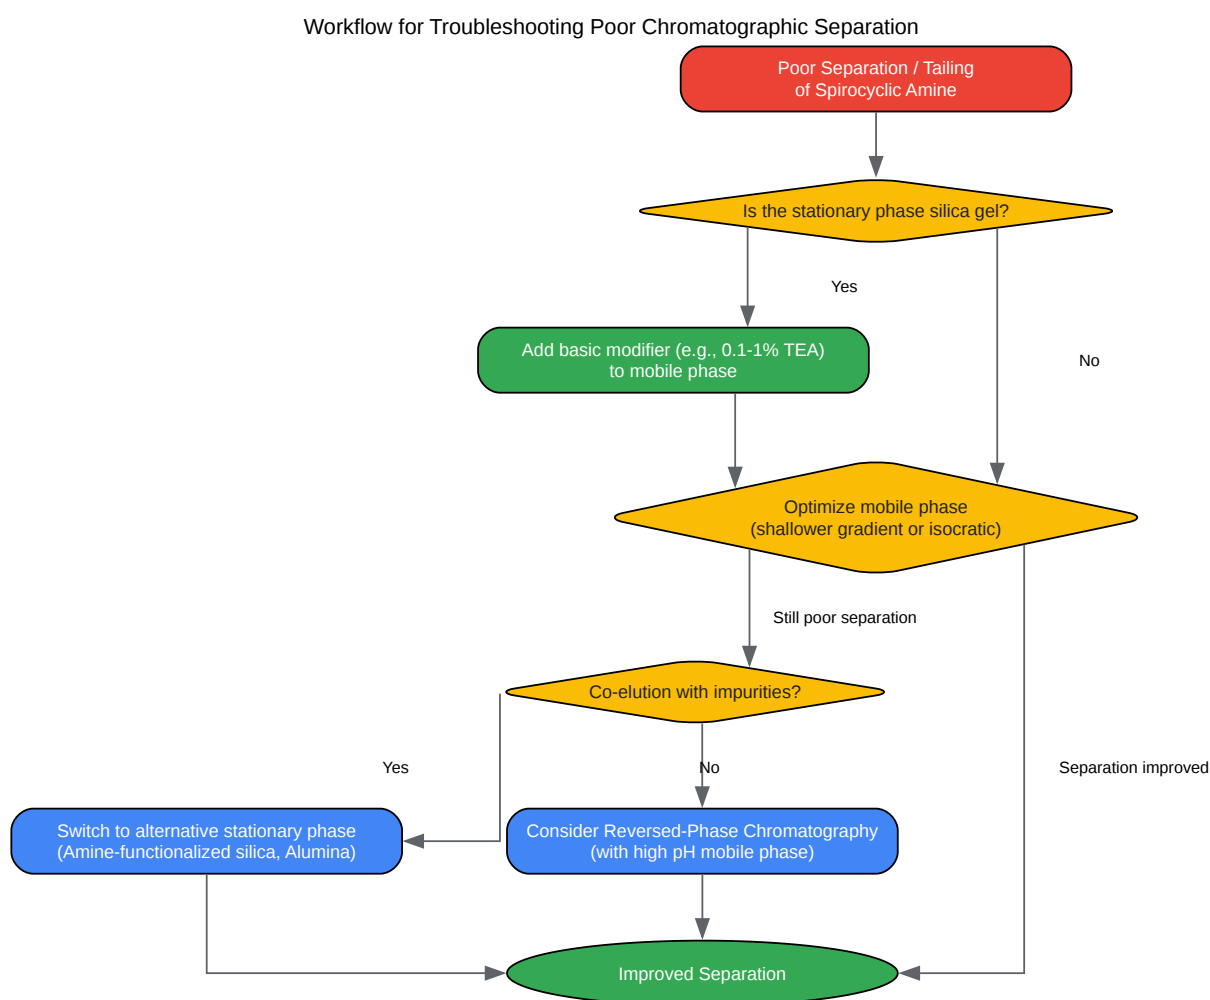 Workflow for Troubleshooting Poor Chromatographic Separation
Poor Separation / Tailing
of Spirocyclic Amine
Is the stationary phase silica gel?
Yes
Add basic modifier (e.g., 0.1-1% TEA)
to mobile phase
No
Optimize mobile phase
(shallower gradient or isocratic)
Still poor separation
Co-elution with impurities?
Yes
No
Separation improved
Switch to alternative stationary phase
(Amine-functionalized silica, Alumina)
Consider Reversed-Phase Chromatography
(with high pH mobile phase)
Improved Separation